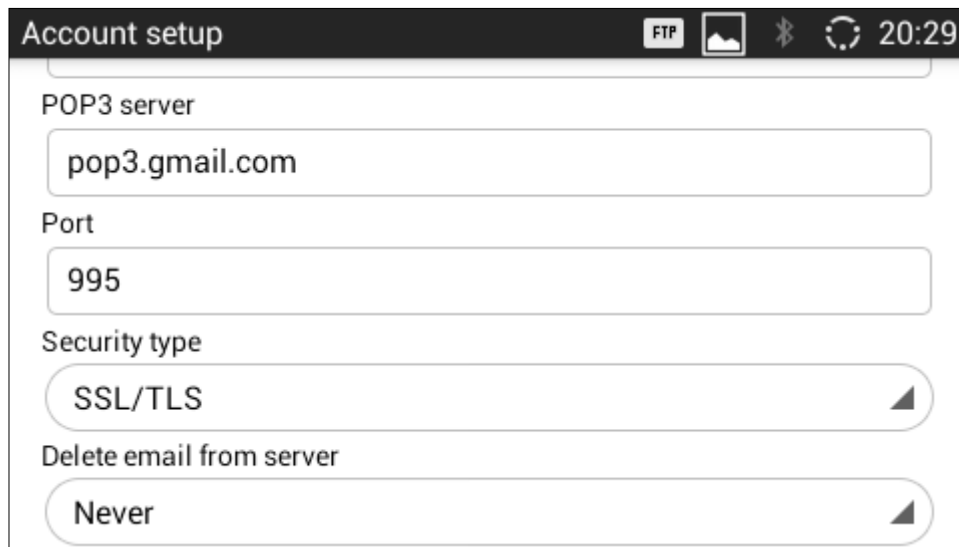 Account setup FTP 20:29
POP3 server
pop3.gmail.com
Port
995
Security type
SSL/TLS
Delete email from server
Never